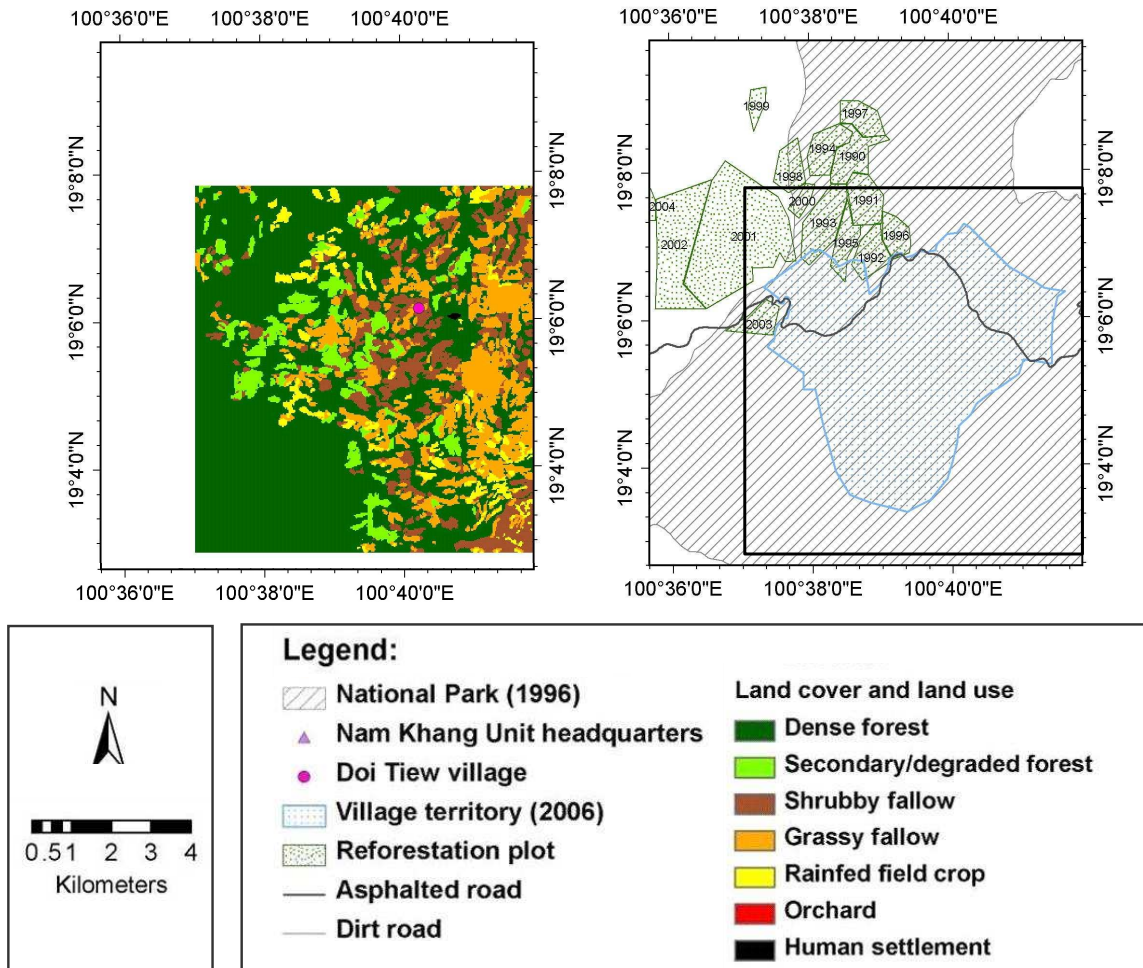 100°36'0"E 100°38'0"E 100°40'0"E
19°8'0"N
19°6'0"N
19°4'0"N
19°8'0"N
19°6'0"N
19°4'0"N
100°36'0"E 100°38'0"E 100°40'0"E
100°36'0"E 100°38'0"E 100°40'0"E
19°8'0"N
19°6'0"N
19°4'0"N
1999
1997
1994
1990
1998
2000
1991
2004
1993
2001
1996
2002
1995
1992
2003
19°8'0"N
19°6'0"N
19°4'0"N
100°36'0"E 100°38'0"E 100°40'0"E
N
0.51 2 3 4
Kilometers
Legend:
National Park (1996)
Nam Khang Unit headquarters
Doi Tiew village
Village territory (2006)
Reforestation plot
Asphalted road
Dirt road
Land cover and land use
Dense forest
Secondary/degraded forest
Shrubby fallow
Grassy fallow
Rainfed field crop
Orchard
Human settlement